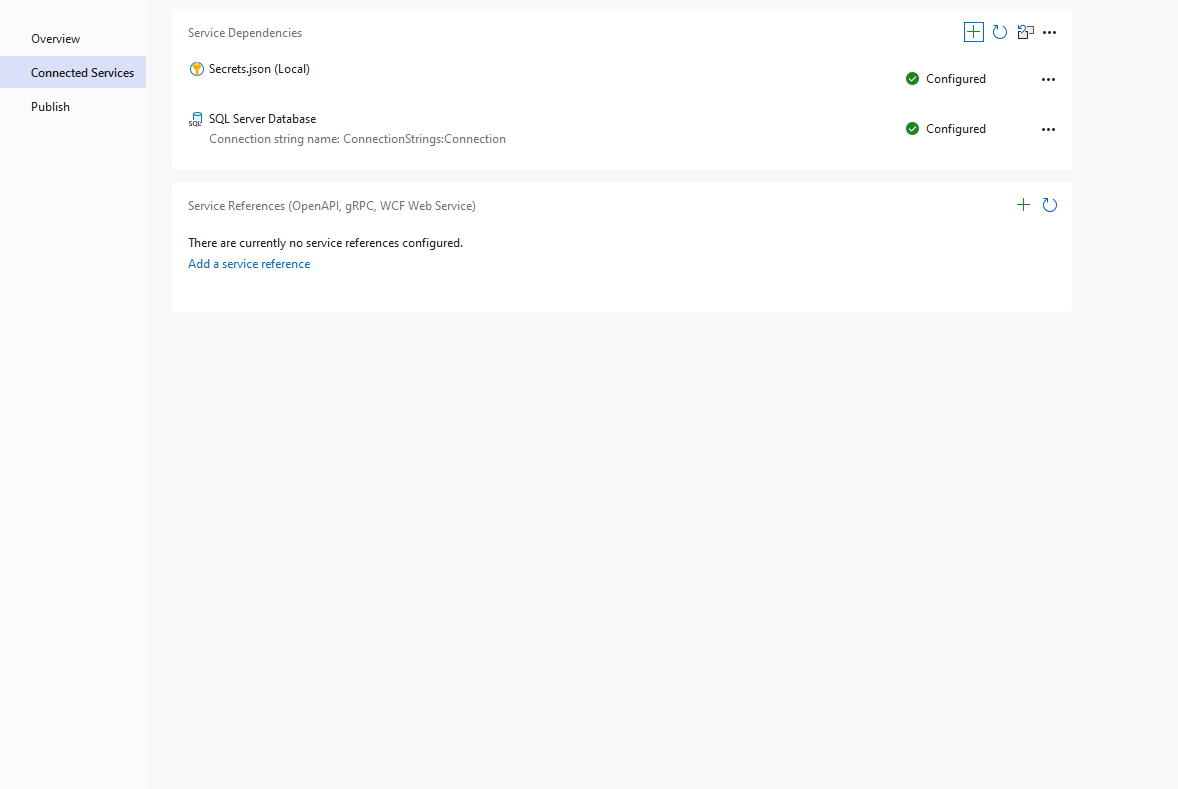 Overview
Connected Services
Publish
Service Dependencies
Secrets.json (Local)
Configured
SQL
SQL Server Database
Connection string name: ConnectionStrings:Connection
Configured
Service References (OpenAPI, gRPC, WCF Web Service)
There are currently no service references configured.
Add a service reference